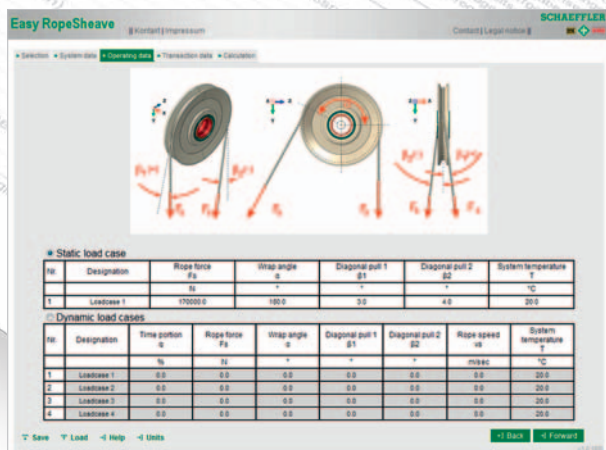 SCHAEFFLER
Easy RopeSheave || Kontakt | Impressum Contact | Legal notice ||
Selection System data Operating data Transaction data Calculation
Static load case
Nr. Designation Rope force Fs Wrap angle α Diagonal pull 1 β1 Diagonal pull 2 β2 System temperature T
N ° ° ° °C
1 Loadcase 1 170000.0 180.0 3.0 4.0 20.0
Dynamic load cases
Nr. Designation Time portion q Rope force Fs Wrap angle α Diagonal pull 1 β1 Diagonal pull 2 β2 Rope speed vs System temperature T
% N ° ° ° m/sec °C
1 Loadcase 1 0.0 0.0 0.0 0.0 0.0 0.0 20.0
2 Loadcase 2 0.0 0.0 0.0 0.0 0.0 0.0 20.0
3 Loadcase 3 0.0 0.0 0.0 0.0 0.0 0.0 20.0
4 Loadcase 4 0.0 0.0 0.0 0.0 0.0 0.0 20.0
Save Load Help Units Back Forward